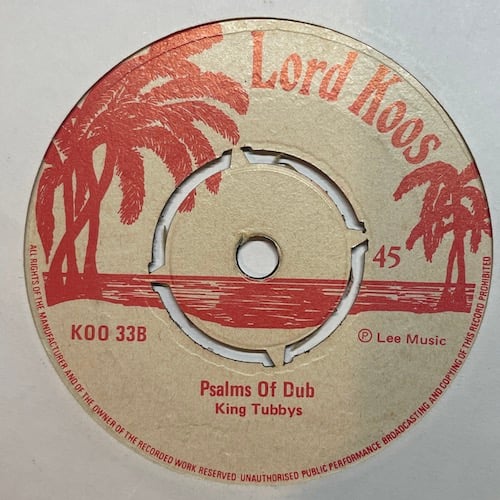 Lord Koos
45
KOO 33B
Ⓟ Lee Music
Psalms Of Dub
King Tubbys
ALL RIGHTS OF THE MANUFACTURER AND OF THE OWNER OF THE RECORDED WORK RESERVED · UNAUTHORISED PUBLIC PERFORMANCE BROADCASTING AND COPYING OF THIS RECORD PROHIBITED